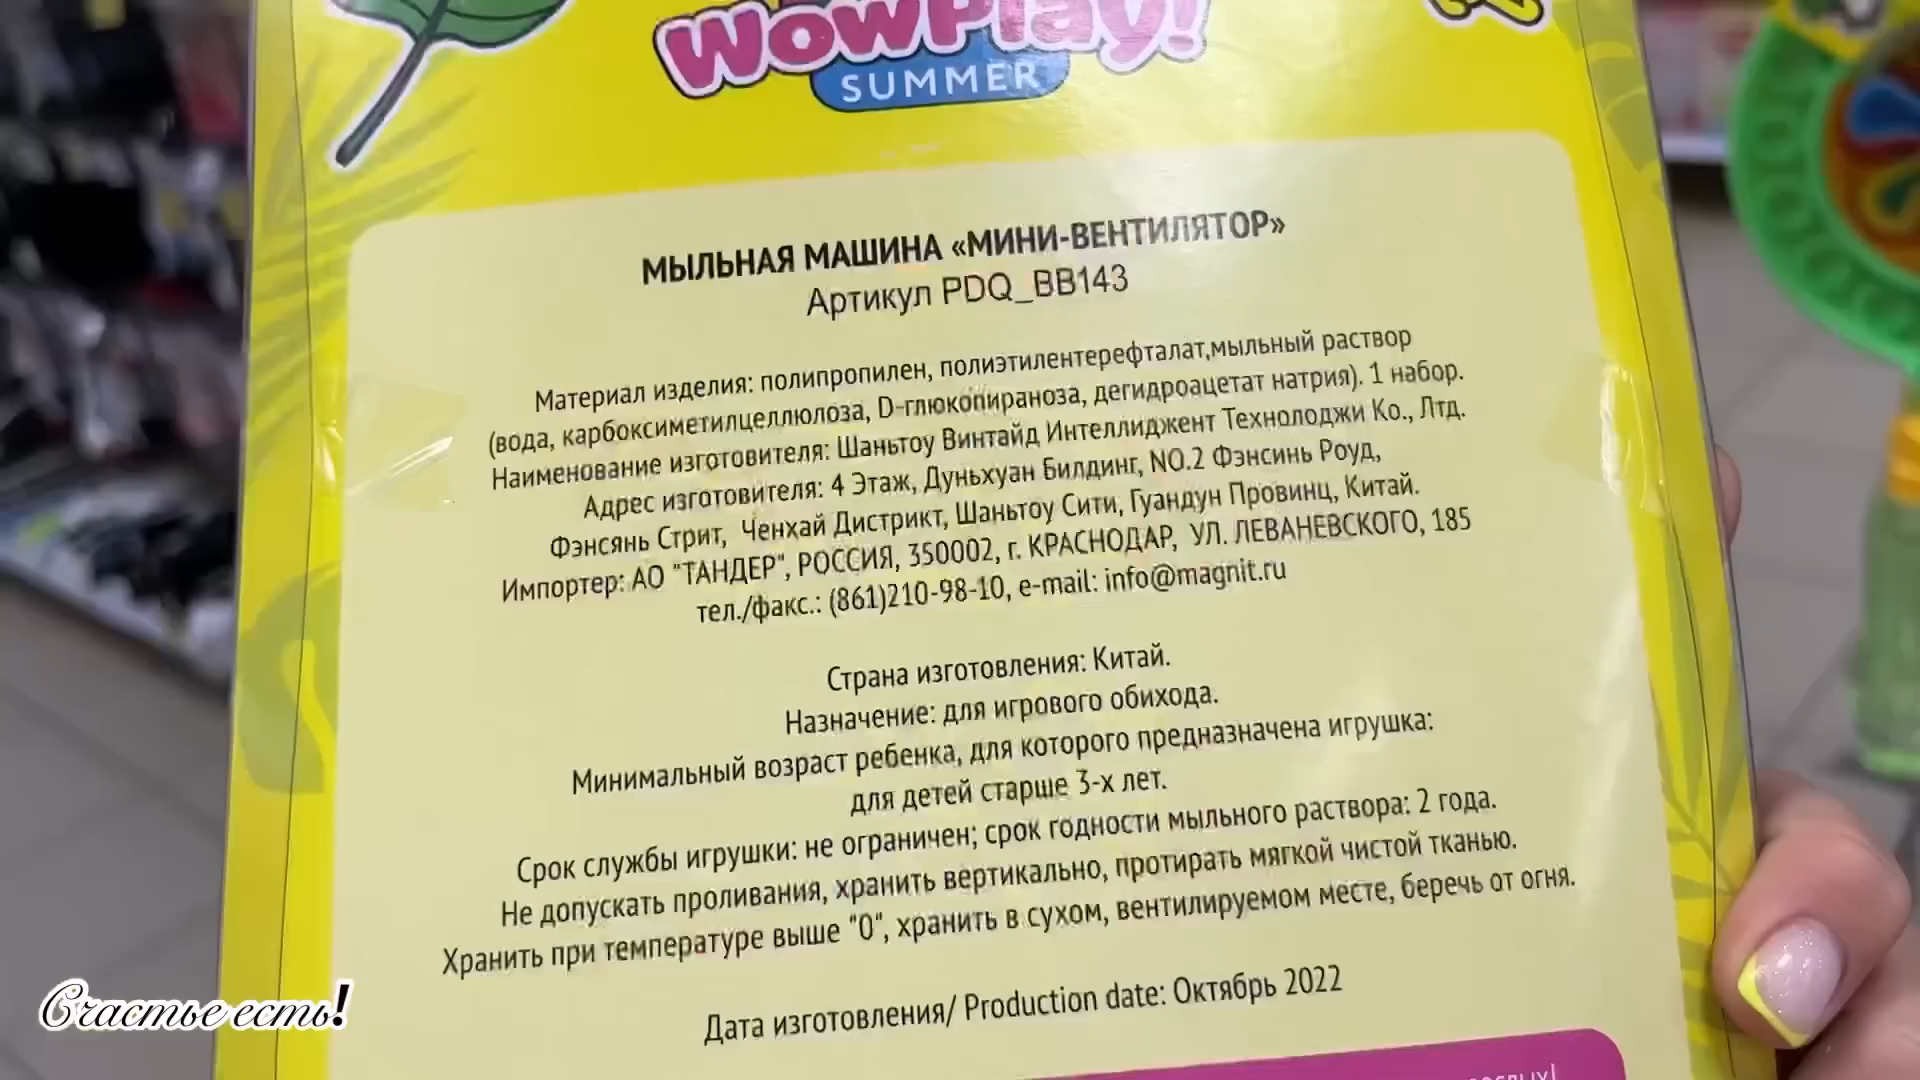 WowPlay!
SUMMER
МЫЛЬНАЯ МАШИНА «МИНИ-ВЕНТИЛЯТОР»
Артикул PDQ_BB143
Материал изделия: полипропилен, полиэтилентерефталат,мыльный раствор
(вода, карбоксиметилцеллюлоза, D-глюкопираноза, дегидроацетат натрия). 1 набор.
Наименование изготовителя: Шаньтоу Винтайд Интеллиджент Технолоджи Ко., Лтд.
Адрес изготовителя: 4 Этаж, Дуньхуан Билдинг, NO.2 Фэнсинь Роуд,
Фэнсянь Стрит, Ченхай Дистрикт, Шаньтоу Сити, Гуандун Провинц, Китай.
Импортер: АО "ТАНДЕР", РОССИЯ, 350002, г. КРАСНОДАР, УЛ. ЛЕВАНЕВСКОГО, 185
тел./факс.: (861)210-98-10, e-mail: info@magnit.ru
Страна изготовления: Китай.
Назначение: для игрового обихода.
Минимальный возраст ребенка, для которого предназначена игрушка:
для детей старше 3-х лет.
Срок службы игрушки: не ограничен; срок годности мыльного раствора: 2 года.
Не допускать проливания, хранить вертикально, протирать мягкой чистой тканью.
Хранить при температуре выше "0", хранить в сухом, вентилируемом месте, беречь от огня.
Дата изготовления/ Production date: Октябрь 2022
Счастье есть!